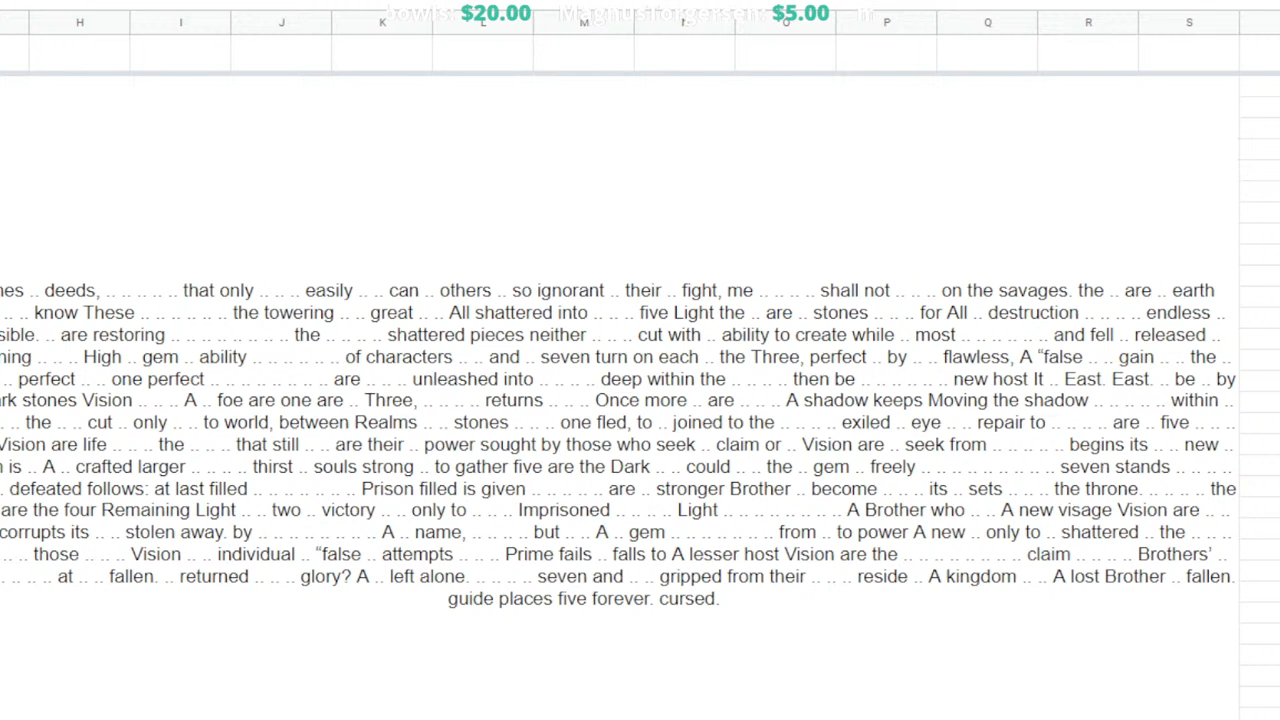 bowls: $20.00 MagnusTorgersen: $5.00 m
H I J K L M N O P Q R S
nes .. deeds, .. .. .. .. .. that only .. .. .. easily .. .. can .. others .. so ignorant .. their .. fight, me .. .. .. .. shall not .. .. .. on the savages. the .. are .. earth
.. .. know These .. .. .. .. .. .. the towering .. .. great .. .. All shattered into .. .. .. five Light the .. are .. stones .. .. .. for All .. destruction .. .. .. .. endless ..
sible. .. are restoring .. .. .. .. .. .. .. the .. .. .. .. shattered pieces neither .. .. .. cut with .. ability to create while .. most .. .. .. .. .. and fell .. released ..
ning .. .. .. High .. gem .. ability .. .. .. .. .. .. of characters .. .. and .. seven turn on each .. the Three, perfect .. by .. .. flawless, A “false .. .. gain .. .. the ..
.. perfect .. .. one perfect .. .. .. .. .. .. .. .. are .. .. .. unleashed into .. .. .. .. deep within the .. .. .. .. then be .. .. .. .. .. .. new host It .. East. East. .. be .. by
rk stones Vision .. .. .. A .. foe are one are .. Three, .. .. .. .. returns .. .. .. Once more .. are .. .. .. A shadow keeps Moving the shadow .. .. .. .. .. within ..
.. the .. .. cut .. only .. .. to world, between Realms .. .. stones .. .. .. one fled, to .. joined to the .. .. .. .. exiled .. eye .. .. repair to .. .. .. .. are .. five .. .. ..
Vision are life .. .. .. the .. .. .. that still .. .. are their .. power sought by those who seek .. claim or .. Vision are .. seek from .. .. .. .. .. begins its .. .. new ..
n is .. A .. crafted larger .. .. .. .. thirst .. souls strong .. to gather five are the Dark .. .. could .. .. the .. gem .. freely .. .. .. .. .. .. .. .. .. seven stands .. .. .. ..
. defeated follows: at last filled .. .. .. .. .. .. .. Prison filled is given .. .. .. .. .. are .. stronger Brother .. become .. .. .. its .. sets .. .. .. the throne. .. .. .. .. the
are the four Remaining Light .. .. two .. victory .. .. only to .. .. .. Imprisoned .. .. .. .. Light .. .. .. .. .. .. .. .. A Brother who .. .. A new visage Vision are .. ..
corrupts its .. .. stolen away. by .. .. .. .. .. .. .. .. A .. name, .. .. .. .. but .. .. A .. gem .. .. .. .. .. .. .. from .. to power A new .. only to .. shattered .. the .. ..
.. .. those .. .. .. Vision .. .. individual .. “false .. attempts .. .. .. Prime fails .. falls to A lesser host Vision are the .. .. .. .. .. .. .. .. claim .. .. .. .. Brothers’ ..
.. .. .. .. at .. .. fallen. .. returned .. .. .. glory? A .. left alone. .. .. .. .. seven and .. .. gripped from their .. .. .. reside .. A kingdom .. .. A lost Brother .. fallen.
guide places five forever. cursed.